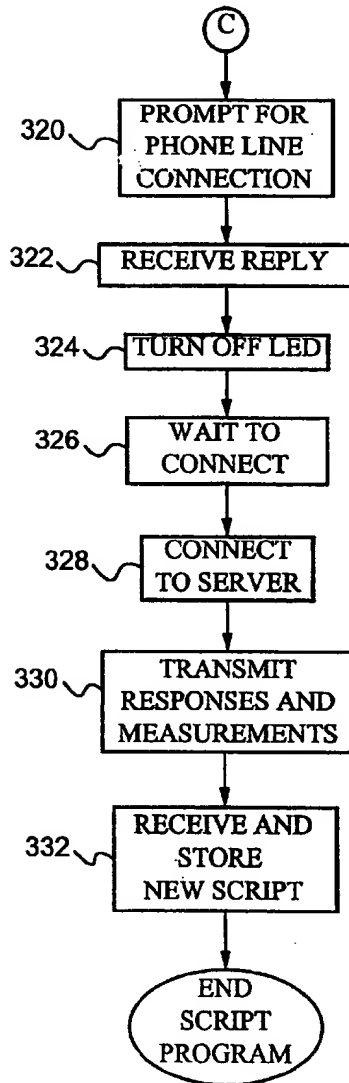 C
320
PROMPT FOR
PHONE LINE
CONNECTION
322
RECEIVE REPLY
324
TURN OFF LED
326
WAIT TO
CONNECT
328
CONNECT
TO SERVER
330
TRANSMIT
RESPONSES AND
MEASUREMENTS
332
RECEIVE AND
STORE
NEW SCRIPT
END
SCRIPT
PROGRAM